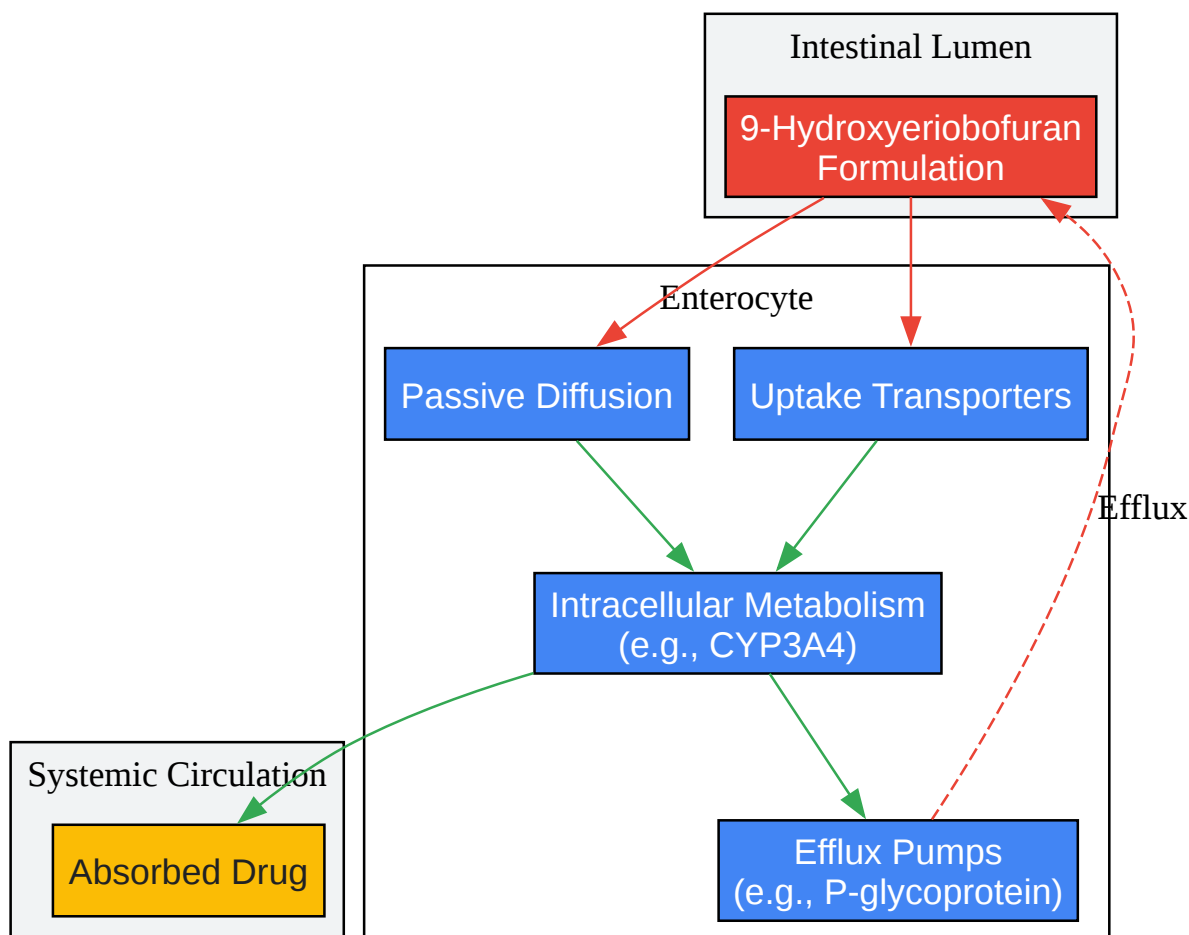 Intestinal Lumen
9-Hydroxyeriobofuran
Formulation
Enterocyte
Passive Diffusion
Uptake Transporters
Efflux
Intracellular Metabolism
(e.g., CYP3A4)
Systemic Circulation
Absorbed Drug
Efflux Pumps
(e.g., P-glycoprotein)